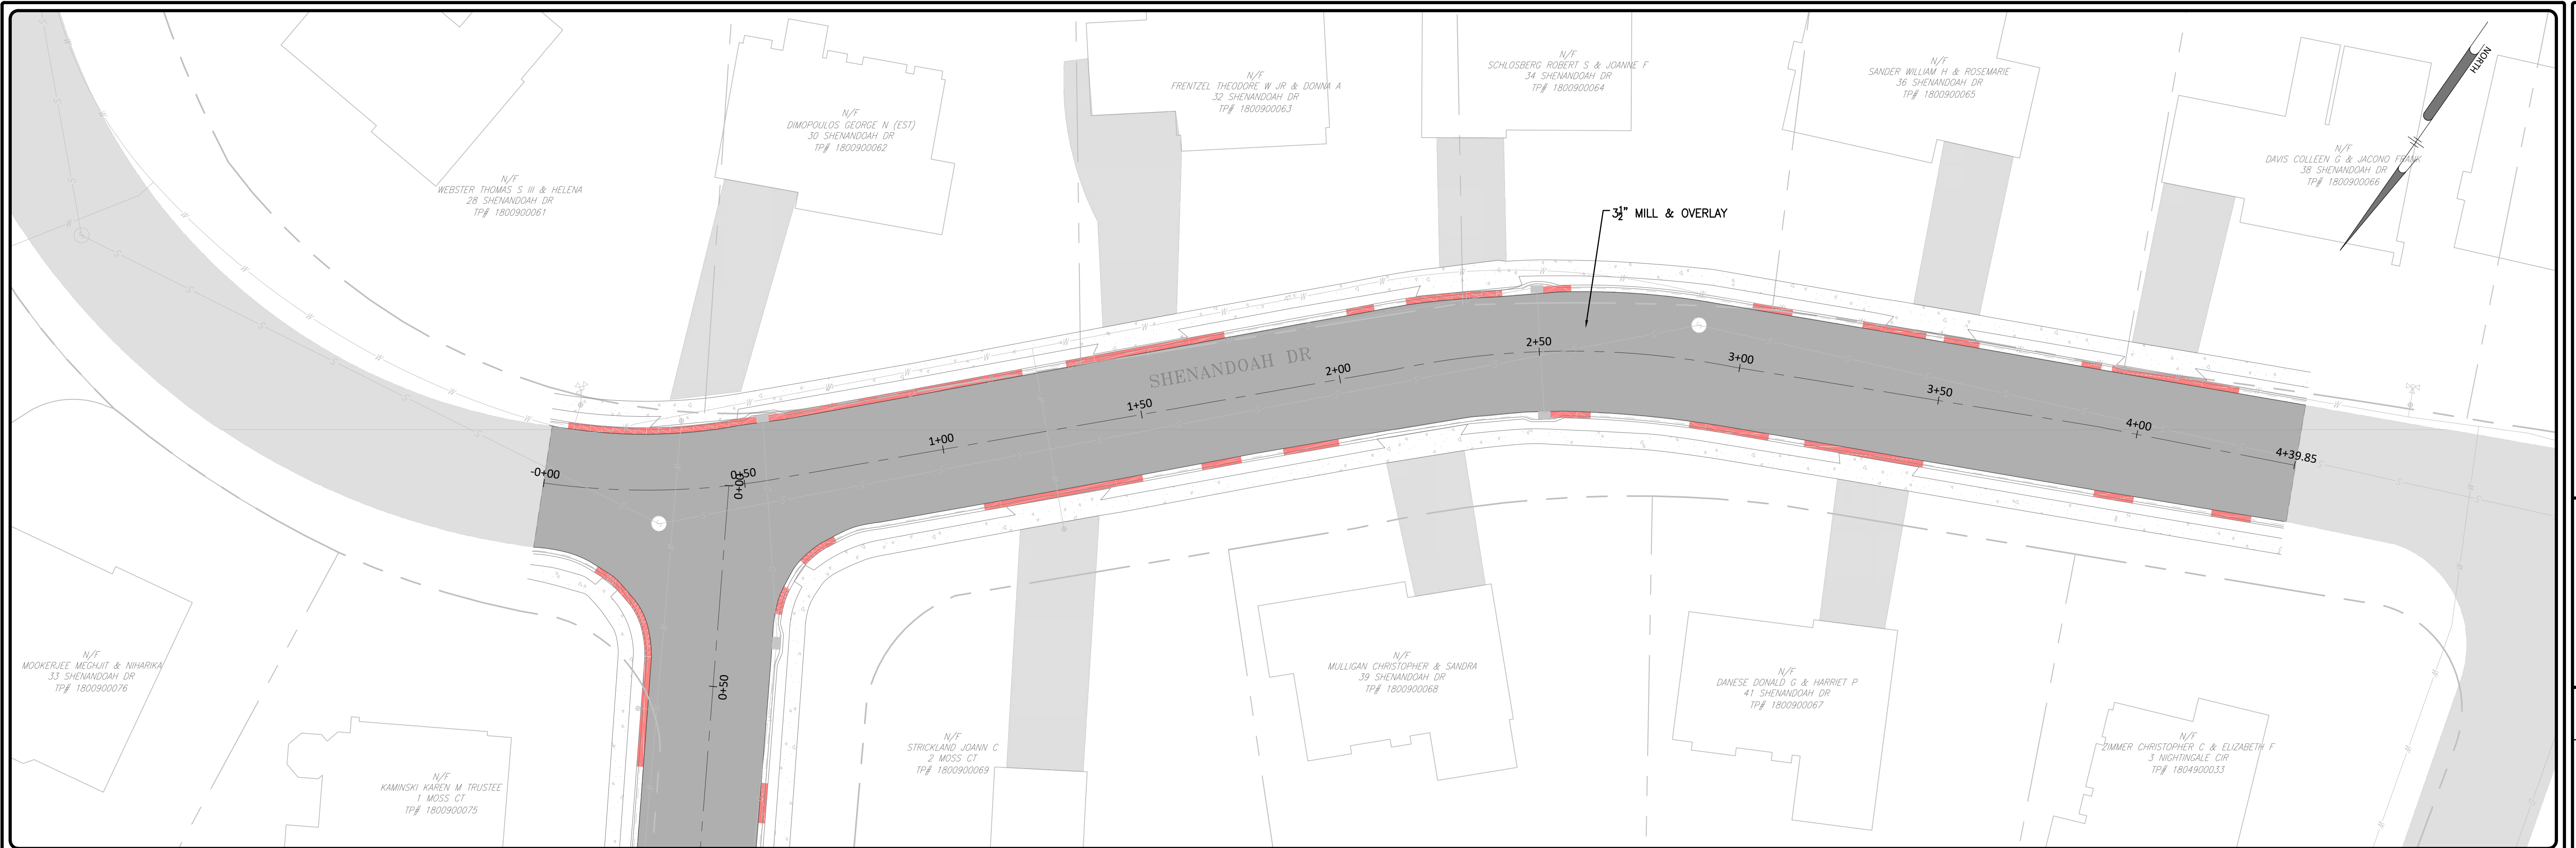 NORTH
N/F
SCHLOSBERG ROBERT S & JOANNE F
34 SHENANDOAH DR
TP# 1800900064
N/F
SANDER WILLIAM H & ROSEMARIE
36 SHENANDOAH DR
TP# 1800900065
N/F
FRENTZEL THEODORE W JR & DONNA A
32 SHENANDOAH DR
TP# 1800900063
N/F
DIMOPOULOS GEORGE N (EST)
30 SHENANDOAH DR
TP# 1800900062
N/F
DAVIS COLLEEN G & JACONO FRANK
38 SHENANDOAH DR
TP# 1800900066
N/F
WEBSTER THOMAS S III & HELENA
28 SHENANDOAH DR
TP# 1800900061
3½" MILL & OVERLAY
SHENANDOAH DR
-0+00
0+50
1+00
1+50
2+00
2+50
3+00
3+50
4+00
4+39.85
0+00
0+50
N/F
MOOKERJEE MEGHJIT & NIHARIKA
33 SHENANDOAH DR
TP# 1800900076
N/F
MULLIGAN CHRISTOPHER & SANDRA
39 SHENANDOAH DR
TP# 1800900068
N/F
DANESE DONALD G & HARRIET P
41 SHENANDOAH DR
TP# 1800900067
N/F
STRICKLAND JOANN C
2 MOSS CT
TP# 1800900069
N/F
ZIMMER CHRISTOPHER C & ELIZABETH F
3 NIGHTINGALE CIR
TP# 1804900033
N/F
KAMINSKI KAREN M TRUSTEE
1 MOSS CT
TP# 1800900075